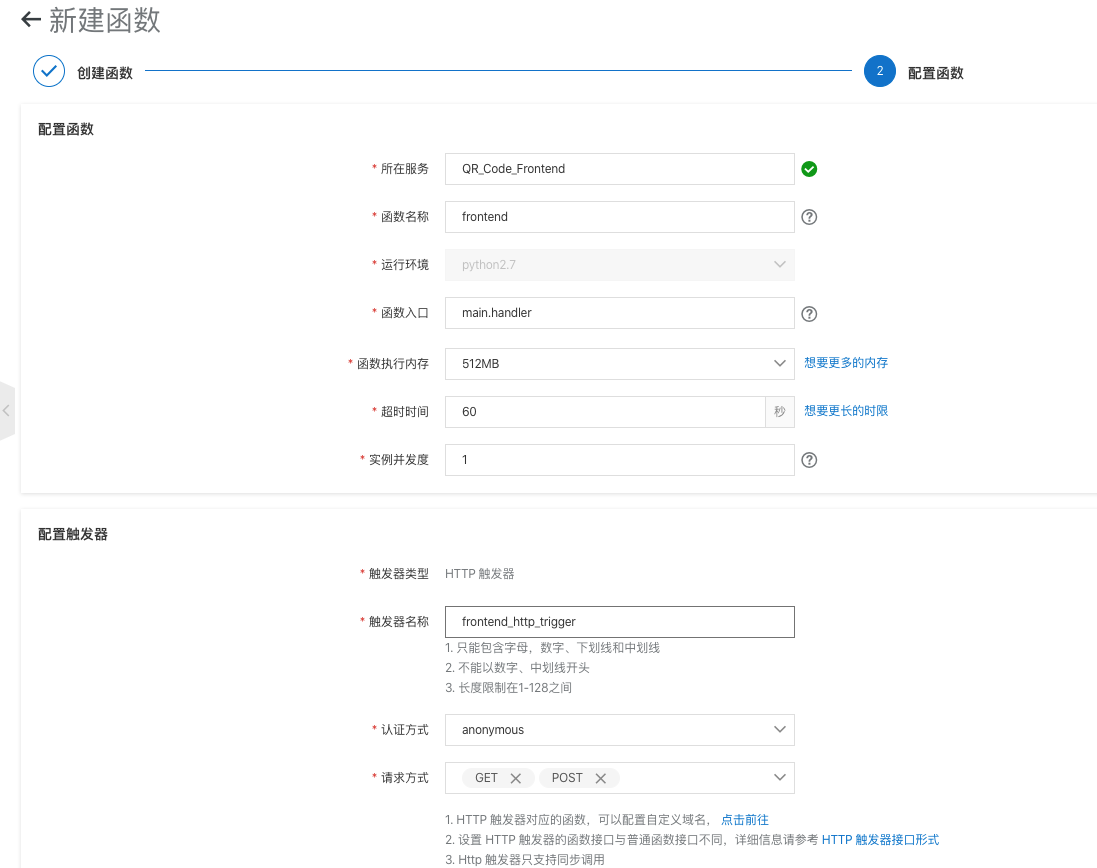 新建函数
创建函数
2
配置函数
配置函数
* 所在服务 QR_Code_Frontend
* 函数名称 frontend
* 运行环境 python2.7
* 函数入口 main.handler
* 函数执行内存 512MB 想要更多的内存
* 超时时间 60 秒 想要更长的时限
* 实例并发度 1
配置触发器
* 触发器类型 HTTP 触发器
* 触发器名称 frontend_http_trigger
1. 只能包含字母，数字、下划线和中划线
2. 不能以数字、中划线开头
3. 长度限制在1-128之间
* 认证方式 anonymous
* 请求方式 GET POST
1. HTTP 触发器对应的函数，可以配置自定义域名， 点击前往
2. 设置 HTTP 触发器的函数接口与普通函数接口不同，详细信息请参考 HTTP 触发器接口形式
3. Http 触发器只支持同步调用